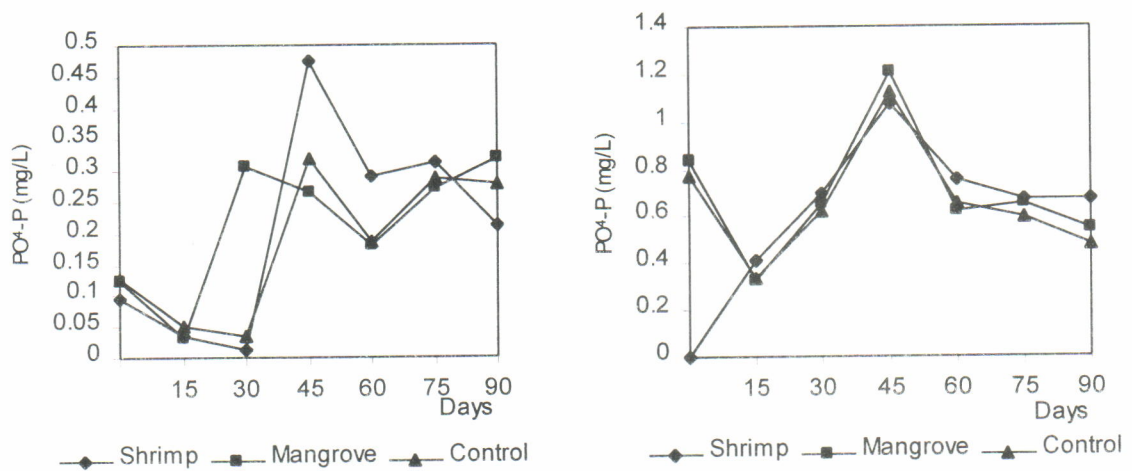 0.5
0.45
0.4
0.35
0.3
0.25
0.2
0.15
0.1
0.05
0
PO⁴-P (mg/L)
15 30 45 60 75 90
Days
Shrimp Mangrove Control
1.4
1.2
1
0.8
0.6
0.4
0.2
0
PO⁴-P (mg/L)
15 30 45 60 75 90
Days
Shrimp Mangrove Control